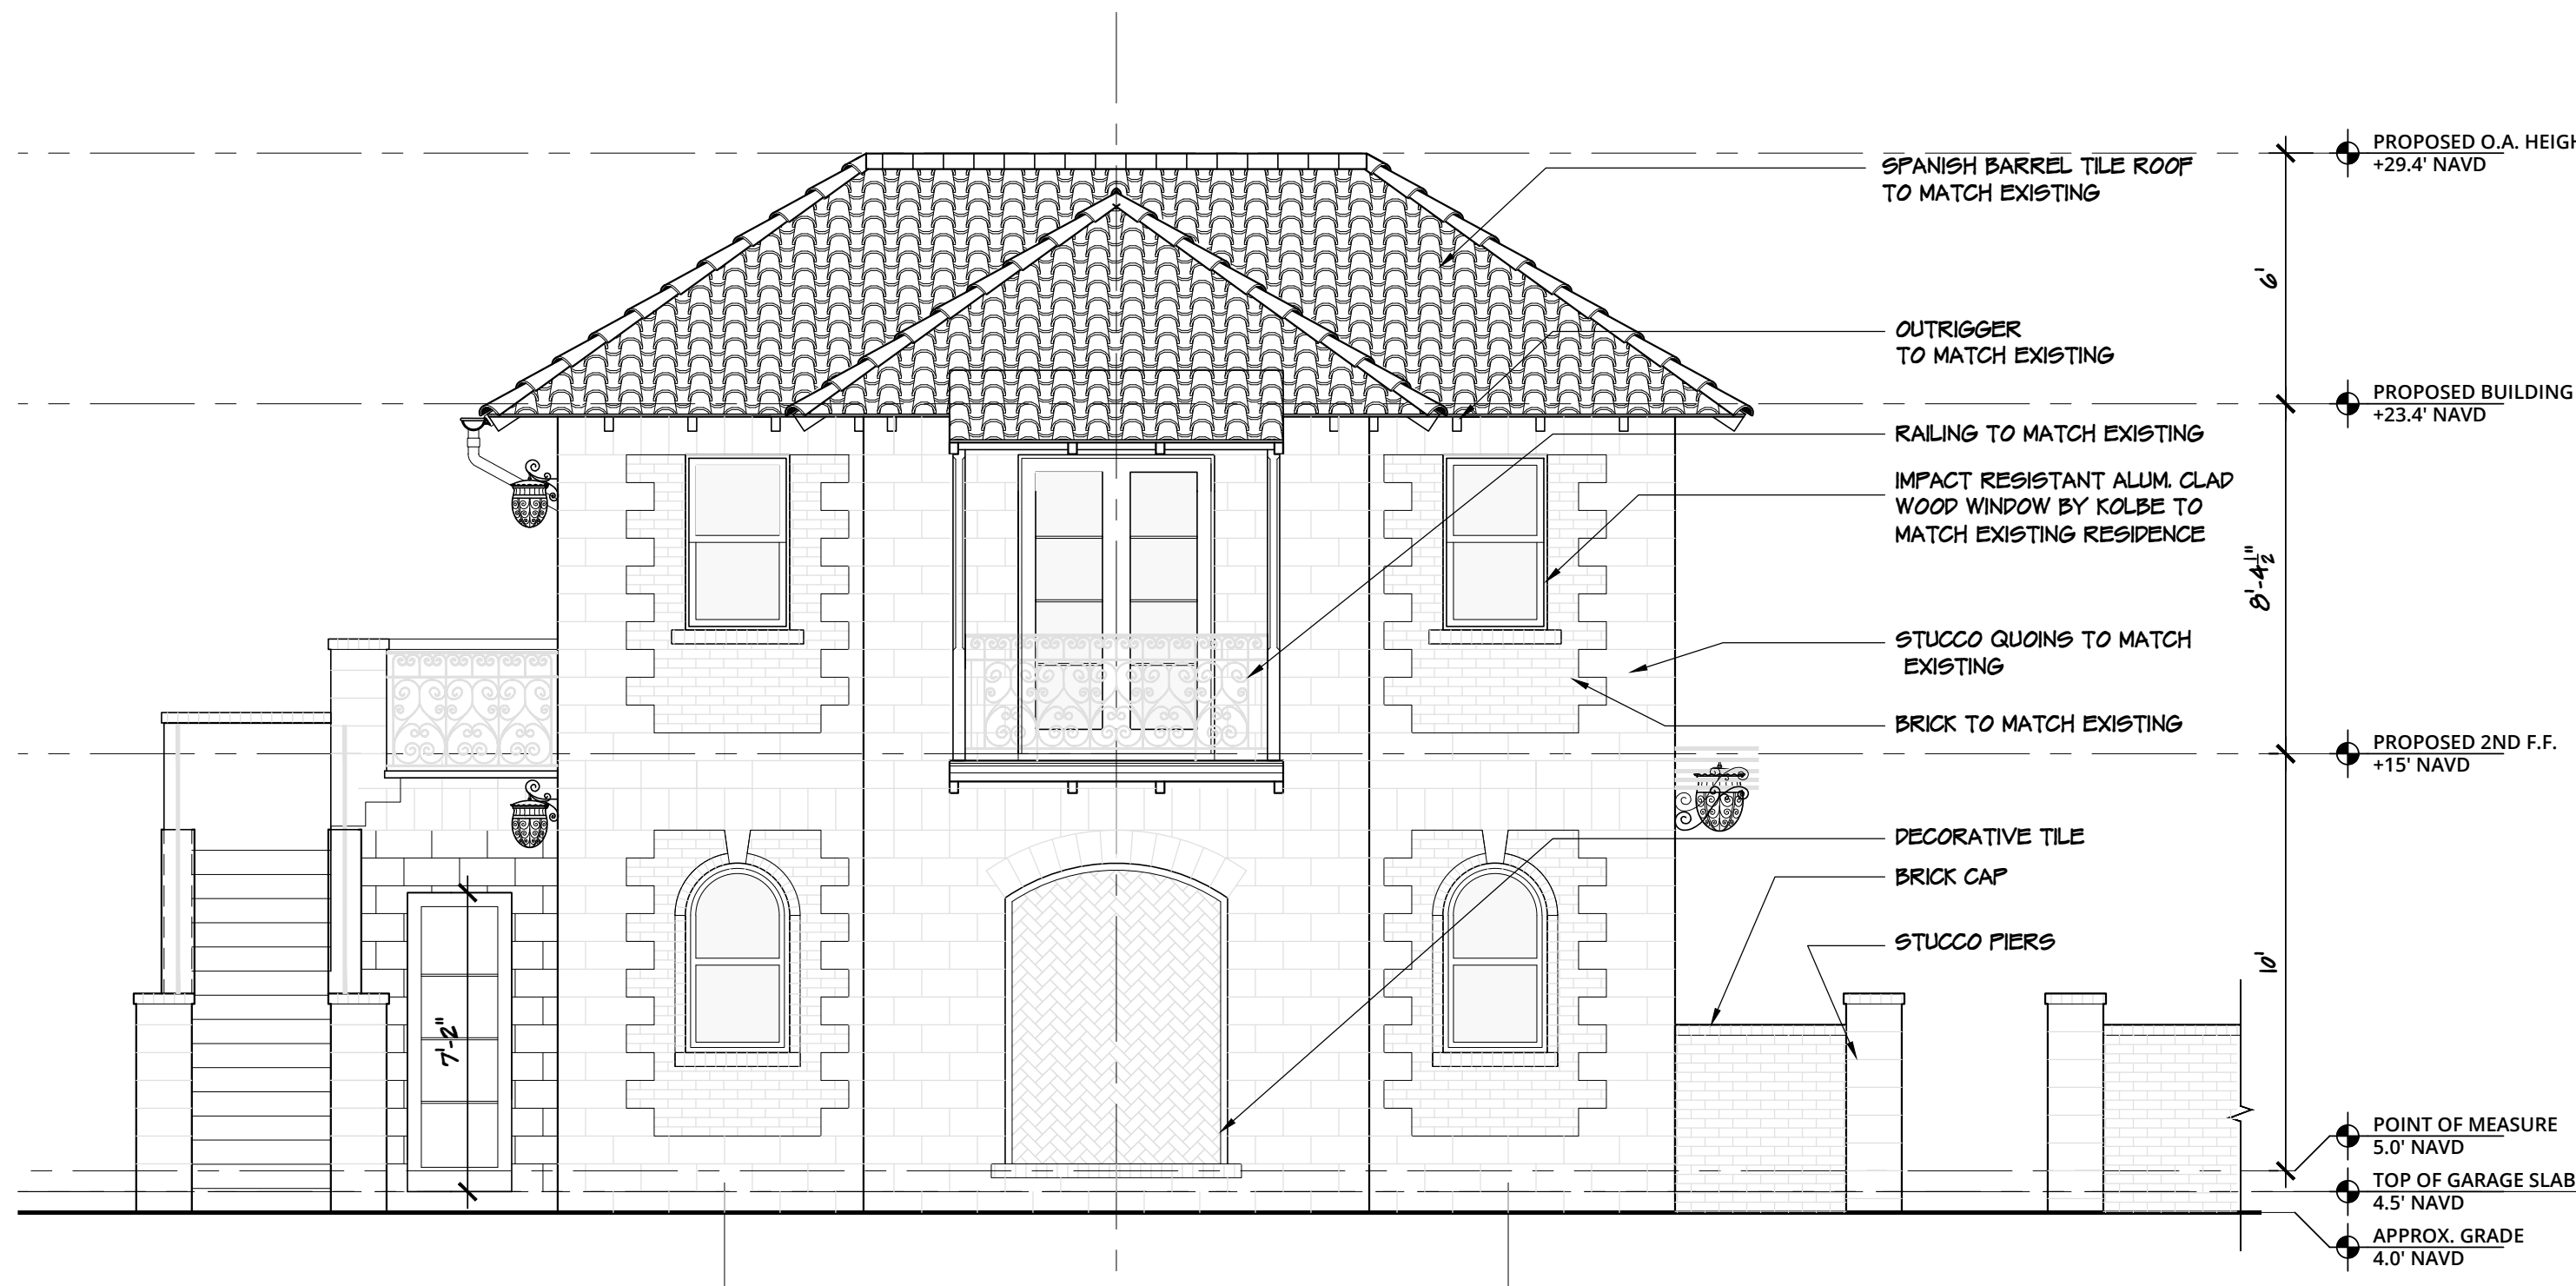 SPANISH BARREL TILE ROOF
TO MATCH EXISTING
OUTRIGGER
TO MATCH EXISTING
RAILING TO MATCH EXISTING
IMPACT RESISTANT ALUM. CLAD
WOOD WINDOW BY KOLBE TO
MATCH EXISTING RESIDENCE
STUCCO QUOINS TO MATCH
EXISTING
BRICK TO MATCH EXISTING
DECORATIVE TILE
BRICK CAP
STUCCO PIERS
7'-2"
6'
8'-4 1/2"
10'
PROPOSED O.A. HEIGH
+29.4' NAVD
PROPOSED BUILDING
+23.4' NAVD
PROPOSED 2ND F.F.
+15' NAVD
POINT OF MEASURE
5.0' NAVD
TOP OF GARAGE SLAB
4.5' NAVD
APPROX. GRADE
4.0' NAVD